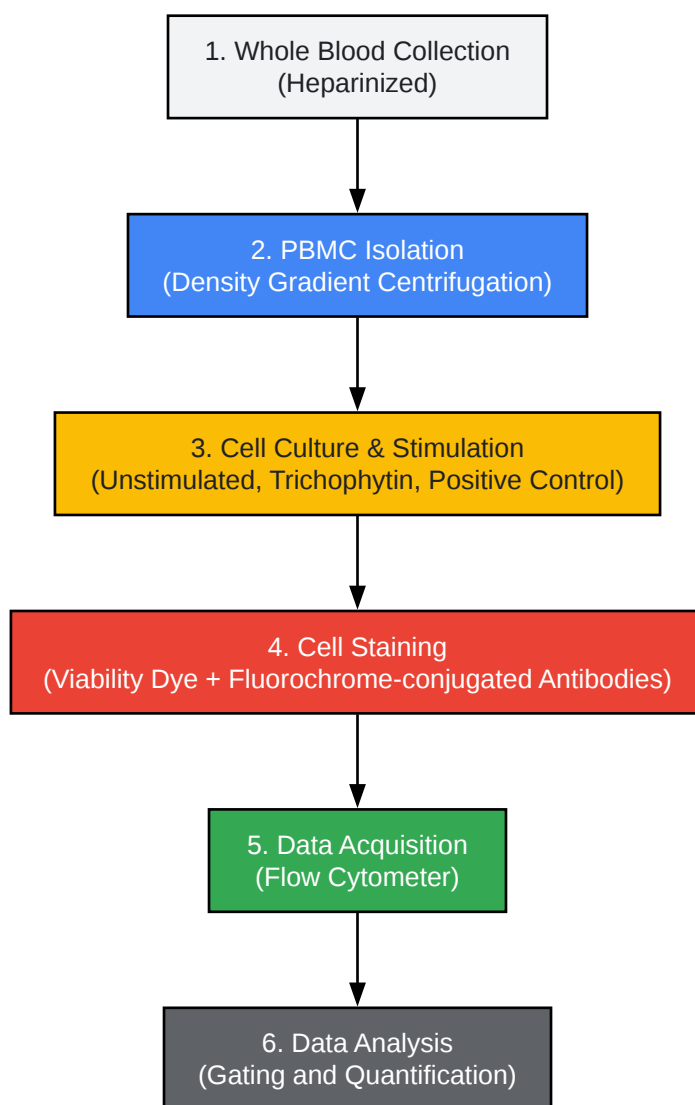 1. Whole Blood Collection
(Heparinized)
2. PBMC Isolation
(Density Gradient Centrifugation)
3. Cell Culture & Stimulation
(Unstimulated, Trichophytin, Positive Control)
4. Cell Staining
(Viability Dye + Fluorochrome-conjugated Antibodies)
5. Data Acquisition
(Flow Cytometer)
6. Data Analysis
(Gating and Quantification)